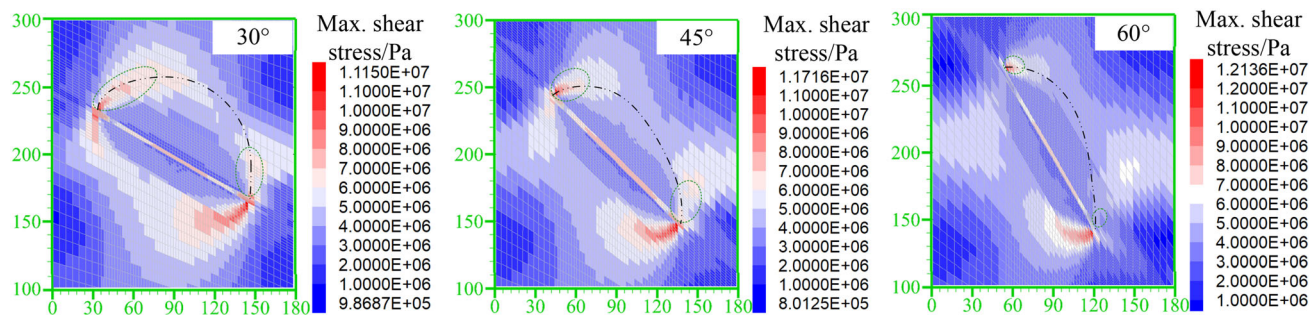 30°
Max. shear
stress/Pa
1.1150E+07
1.1000E+07
1.0000E+07
9.0000E+06
8.0000E+06
7.0000E+06
6.0000E+06
5.0000E+06
4.0000E+06
3.0000E+06
2.0000E+06
1.0000E+06
9.8687E+05
300
250
200
150
100
0 30 60 90 120 150 180
45°
Max. shear
stress/Pa
1.1716E+07
1.1000E+07
1.0000E+07
9.0000E+06
8.0000E+06
7.0000E+06
6.0000E+06
5.0000E+06
4.0000E+06
3.0000E+06
2.0000E+06
1.0000E+06
8.0125E+05
300
250
200
150
100
0 30 60 90 120 150 180
60°
Max. shear
stress/Pa
1.2136E+07
1.2000E+07
1.1000E+07
1.0000E+07
9.0000E+06
8.0000E+06
7.0000E+06
6.0000E+06
5.0000E+06
4.0000E+06
3.0000E+06
2.0000E+06
1.0000E+06
300
250
200
150
100
0 30 60 90 120 150 180